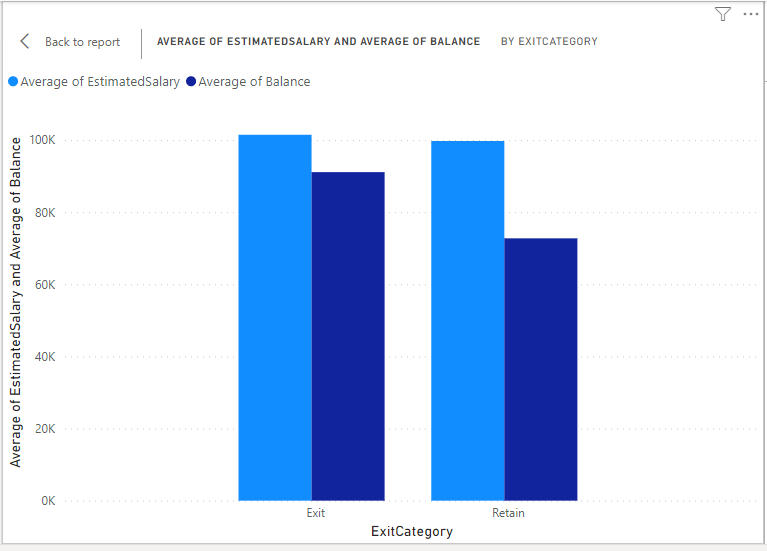 Back to report
AVERAGE OF ESTIMATEDSALARY AND AVERAGE OF BALANCE BY EXITCATEGORY
Average of EstimatedSalary Average of Balance
Average of EstimatedSalary and Average of Balance
100K
80K
60K
40K
20K
0K
Exit Retain
ExitCategory